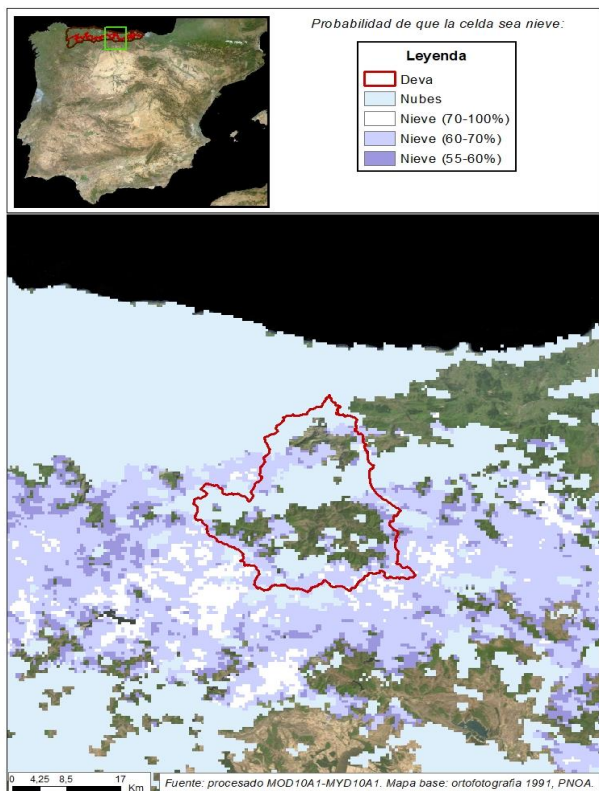 Probabilidad de que la celda sea nieve:
Leyenda
Deva
Nubes
Nieve (70-100%)
Nieve (60-70%)
Nieve (55-60%)
0 4,25 8,5 17
Km
Fuente: procesado MOD10A1-MYD10A1. Mapa base: ortofotografía 1991, PNOA.